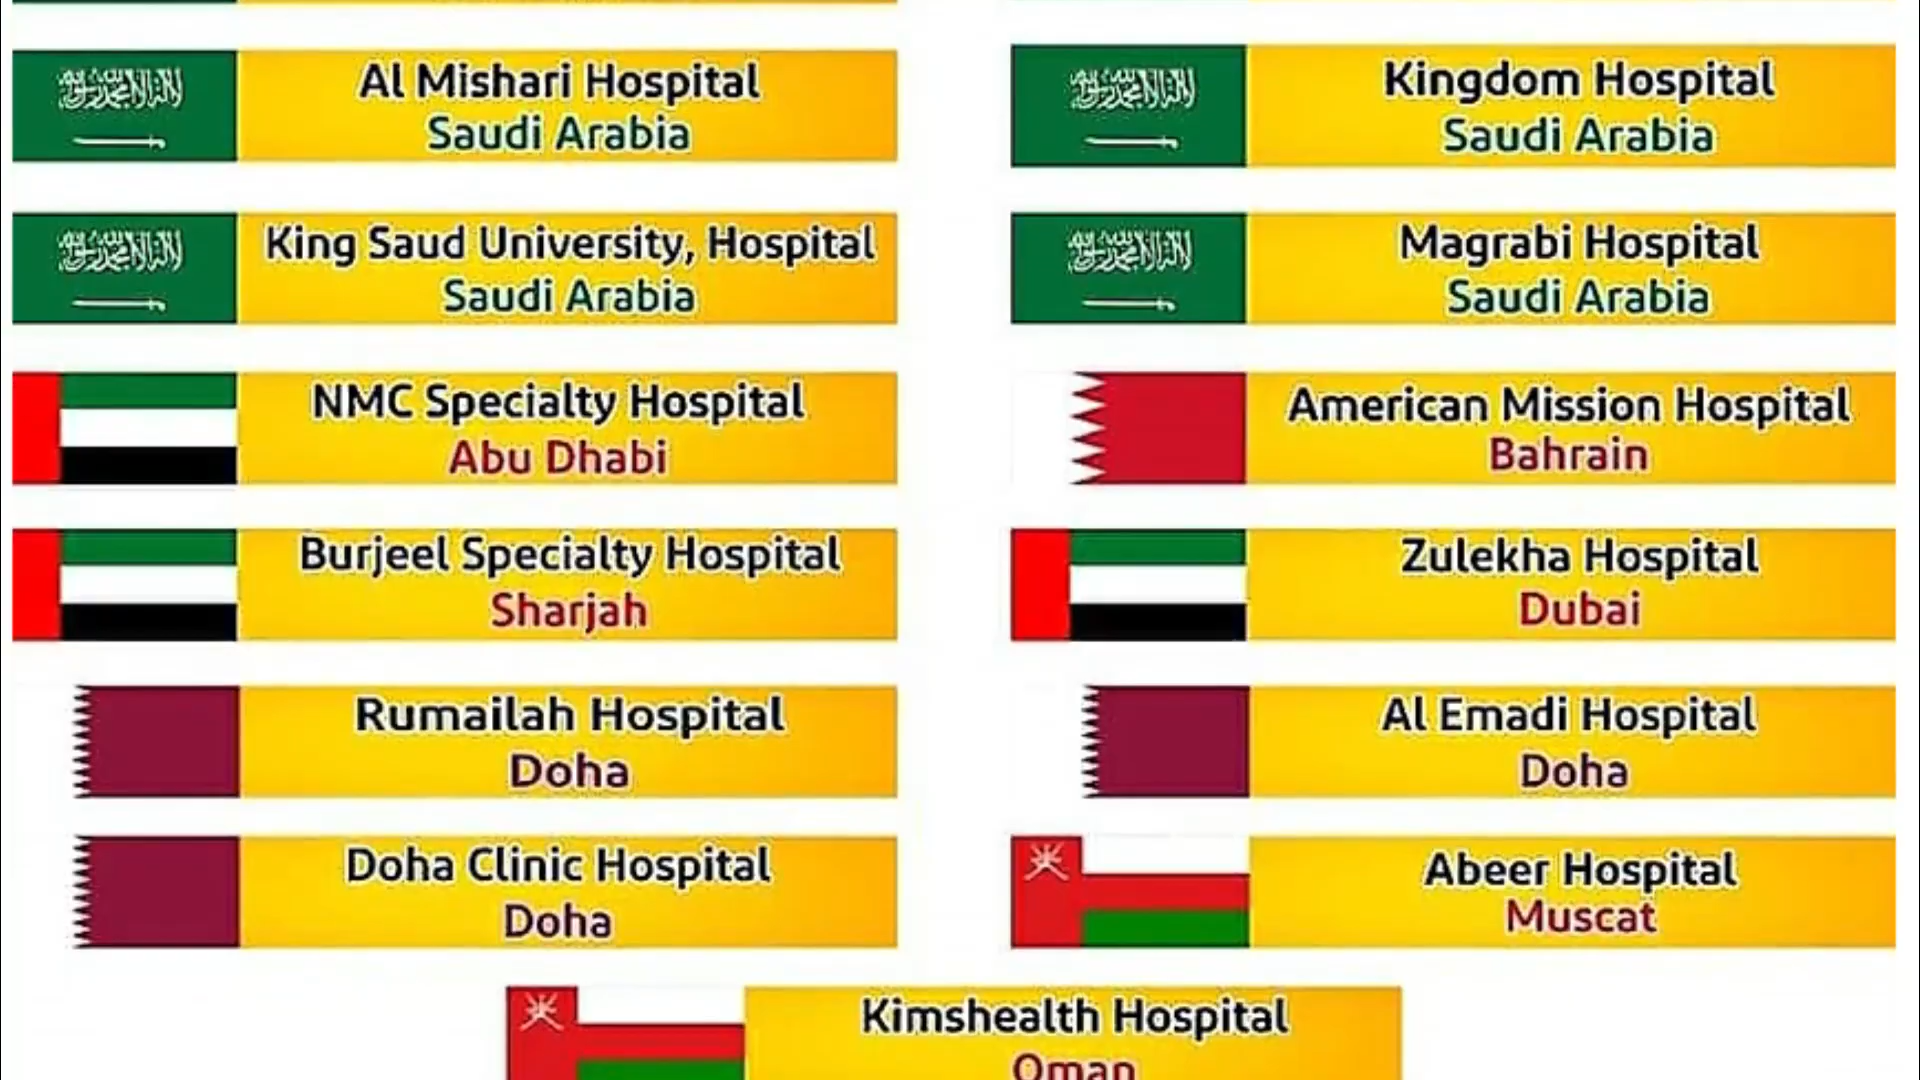 Al Mishari Hospital
Saudi Arabia
Kingdom Hospital
Saudi Arabia
King Saud University, Hospital
Saudi Arabia
Magrabi Hospital
Saudi Arabia
NMC Specialty Hospital
Abu Dhabi
American Mission Hospital
Bahrain
Burjeel Specialty Hospital
Sharjah
Zulekha Hospital
Dubai
Rumailah Hospital
Doha
Al Emadi Hospital
Doha
Doha Clinic Hospital
Doha
Abeer Hospital
Muscat
Kimshealth Hospital
Oman